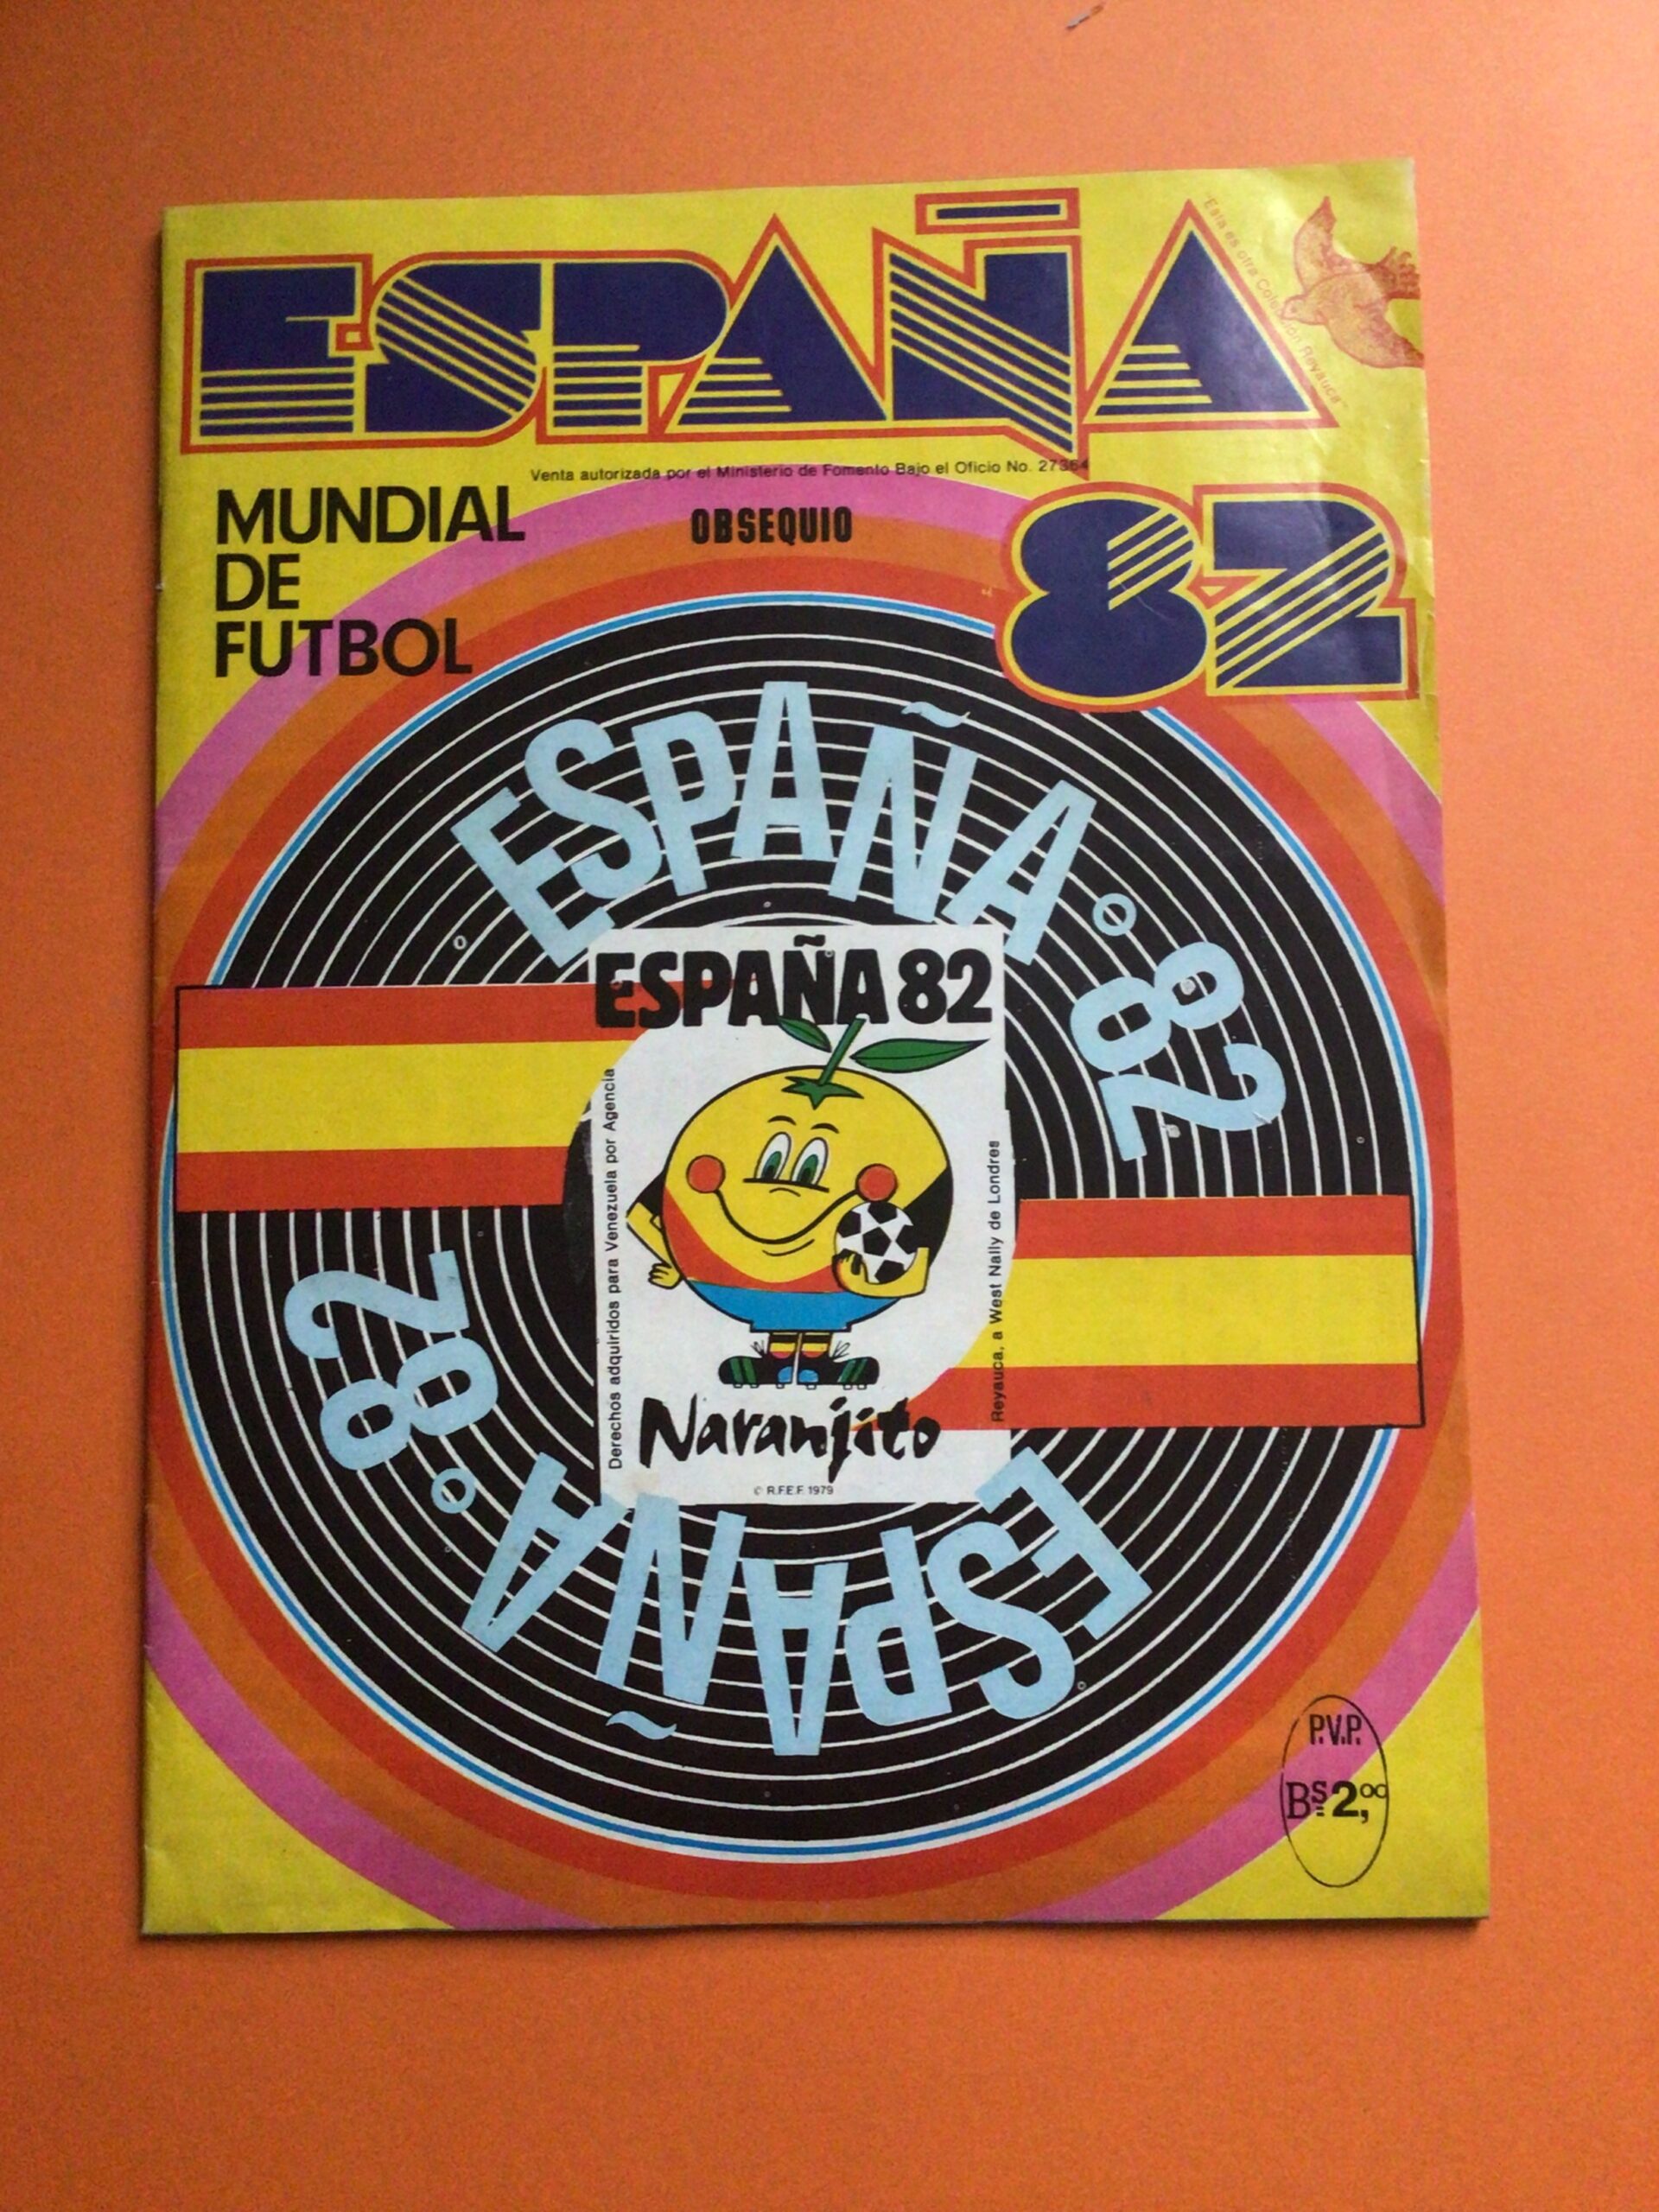 ESPAÑA
"Esta es otra Colección Reyauca"
Venta autorizada por el Ministerio de Fomento Bajo el Oficio No. 27364
MUNDIAL
DE
FUTBOL
OBSEQUIO
82
ESPAÑA 82
ESPAÑA 82
Derechos adquiridos para Venezuela por Agencia
Reyauca, a West Nally de Londres
Naranjito
© R.F.E.F. 1979
ESPAÑA 82
P.V.P.
Bs 2,00